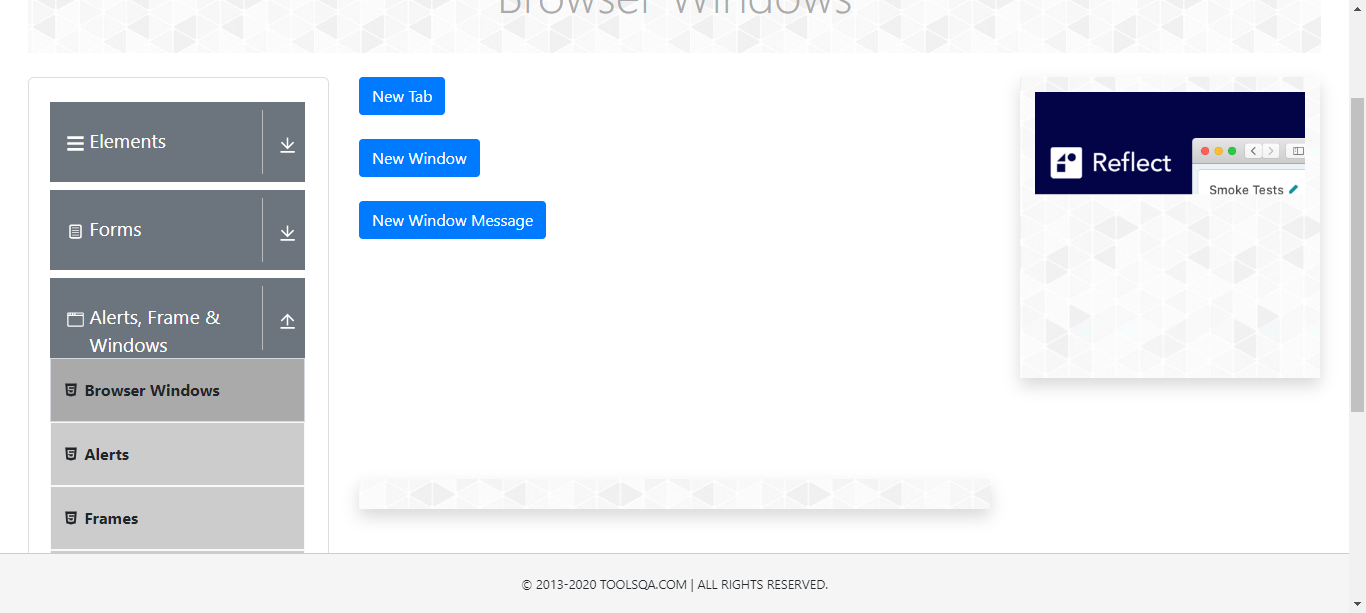 Browser Windows
Elements
Forms
Alerts, Frame &
Windows
Browser Windows
Alerts
Frames
New Tab
New Window
New Window Message
Reflect
Smoke Tests
© 2013-2020 TOOLSQA.COM | ALL RIGHTS RESERVED.